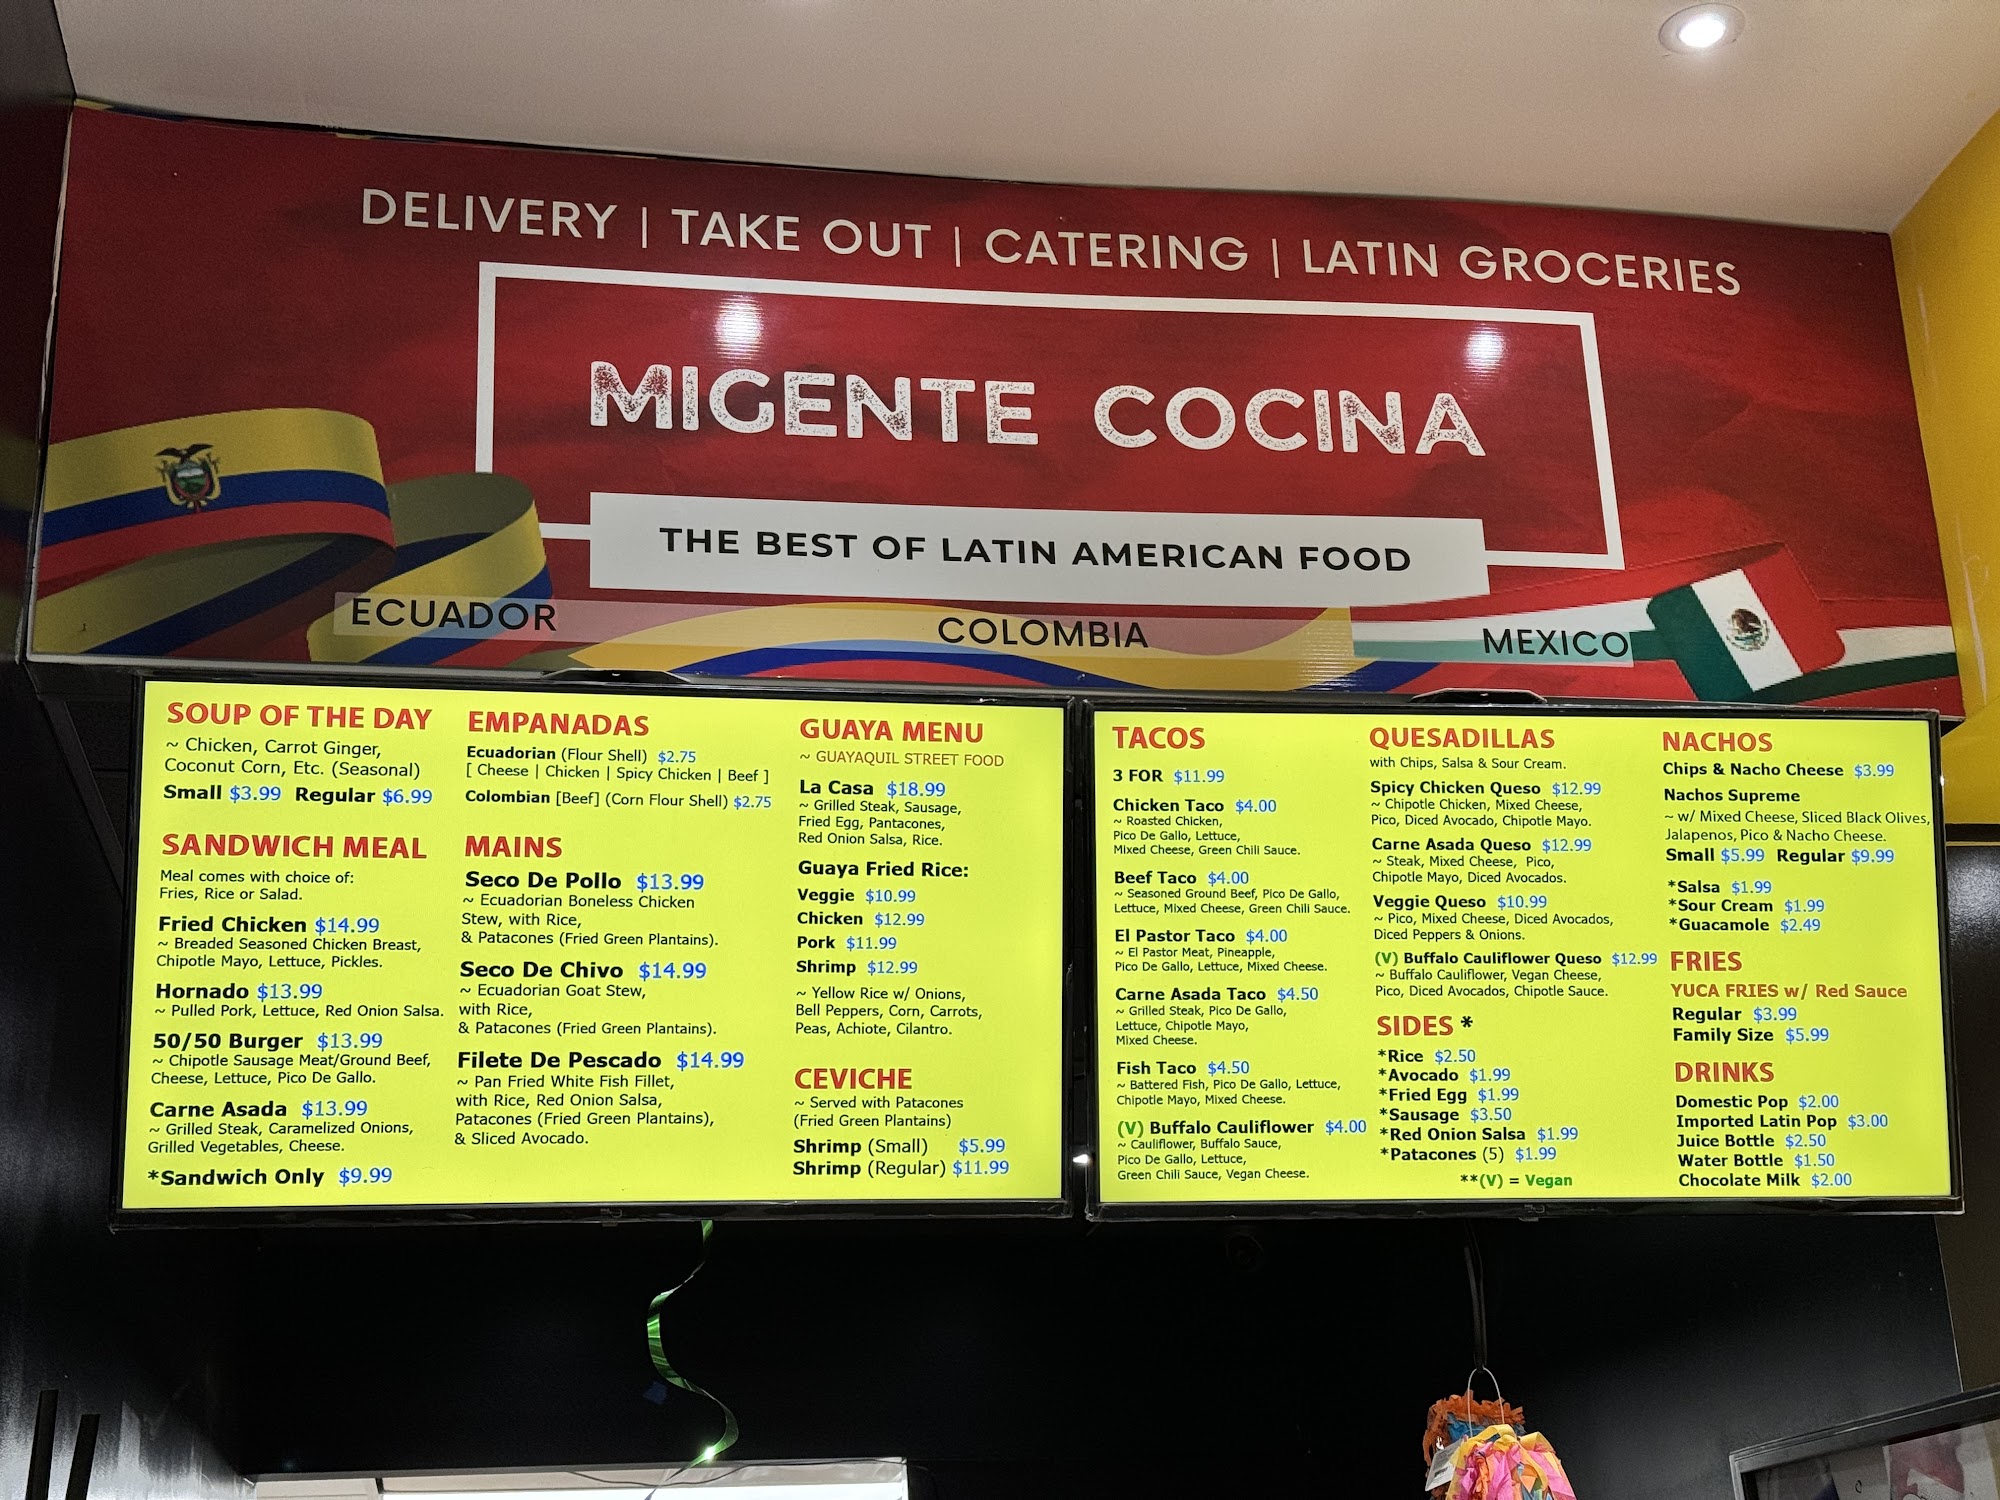 DELIVERY | TAKE OUT | CATERING | LATIN GROCERIES
MIGENTE COCINA
THE BEST OF LATIN AMERICAN FOOD
ECUADOR
COLOMBIA
MEXICO
SOUP OF THE DAY
~ Chicken, Carrot Ginger,
Coconut Corn, Etc. (Seasonal)
Small $3.99 Regular $6.99
SANDWICH MEAL
Meal comes with choice of:
Fries, Rice or Salad.
Fried Chicken $14.99
~ Breaded Seasoned Chicken Breast,
Chipotle Mayo, Lettuce, Pickles.
Hornado $13.99
~ Pulled Pork, Lettuce, Red Onion Salsa.
50/50 Burger $13.99
~ Chipotle Sausage Meat/Ground Beef,
Cheese, Lettuce, Pico De Gallo.
Carne Asada $13.99
~ Grilled Steak, Caramelized Onions,
Grilled Vegetables, Cheese.
*Sandwich Only $9.99
EMPANADAS
Ecuadorian (Flour Shell) $2.75
[ Cheese | Chicken | Spicy Chicken | Beef ]
Colombian [Beef] (Corn Flour Shell) $2.75
MAINS
Seco De Pollo $13.99
~ Ecuadorian Boneless Chicken
Stew, with Rice,
& Patacones (Fried Green Plantains).
Seco De Chivo $14.99
~ Ecuadorian Goat Stew,
with Rice,
& Patacones (Fried Green Plantains).
Filete De Pescado $14.99
~ Pan Fried White Fish Fillet,
with Rice, Red Onion Salsa,
Patacones (Fried Green Plantains),
& Sliced Avocado.
GUAYA MENU
~ GUAYAQUIL STREET FOOD
La Casa $18.99
~ Grilled Steak, Sausage,
Fried Egg, Pantacones,
Red Onion Salsa, Rice.
Guaya Fried Rice:
Veggie $10.99
Chicken $12.99
Pork $11.99
Shrimp $12.99
~ Yellow Rice w/ Onions,
Bell Peppers, Corn, Carrots,
Peas, Achiote, Cilantro.
CEVICHE
~ Served with Patacones
(Fried Green Plantains)
Shrimp (Small) $5.99
Shrimp (Regular) $11.99
TACOS
3 FOR $11.99
Chicken Taco $4.00
~ Roasted Chicken,
Pico De Gallo, Lettuce,
Mixed Cheese, Green Chili Sauce.
Beef Taco $4.00
~ Seasoned Ground Beef, Pico De Gallo,
Lettuce, Mixed Cheese, Green Chili Sauce.
El Pastor Taco $4.00
~ El Pastor Meat, Pineapple,
Pico De Gallo, Lettuce, Mixed Cheese.
Carne Asada Taco $4.50
~ Grilled Steak, Pico De Gallo,
Lettuce, Chipotle Mayo,
Mixed Cheese.
Fish Taco $4.50
~ Battered Fish, Pico De Gallo, Lettuce,
Chipotle Mayo, Mixed Cheese.
(V) Buffalo Cauliflower $4.00
~ Cauliflower, Buffalo Sauce,
Pico De Gallo, Lettuce,
Green Chili Sauce, Vegan Cheese.
QUESADILLAS
with Chips, Salsa & Sour Cream.
Spicy Chicken Queso $12.99
~ Chipotle Chicken, Mixed Cheese,
Pico, Diced Avocado, Chipotle Mayo.
Carne Asada Queso $12.99
~ Steak, Mixed Cheese, Pico,
Chipotle Mayo, Diced Avocados.
Veggie Queso $10.99
~ Pico, Mixed Cheese, Diced Avocados,
Diced Peppers & Onions.
(V) Buffalo Cauliflower Queso $12.99
~ Buffalo Cauliflower, Vegan Cheese,
Pico, Diced Avocados, Chipotle Sauce.
SIDES *
*Rice $2.50
*Avocado $1.99
*Fried Egg $1.99
*Sausage $3.50
*Red Onion Salsa $1.99
*Patacones (5) $1.99
**(V) = Vegan
NACHOS
Chips & Nacho Cheese $3.99
Nachos Supreme
~ w/ Mixed Cheese, Sliced Black Olives,
Jalapenos, Pico & Nacho Cheese.
Small $5.99 Regular $9.99
*Salsa $1.99
*Sour Cream $1.99
*Guacamole $2.49
FRIES
YUCA FRIES w/ Red Sauce
Regular $3.99
Family Size $5.99
DRINKS
Domestic Pop $2.00
Imported Latin Pop $3.00
Juice Bottle $2.50
Water Bottle $1.50
Chocolate Milk $2.00